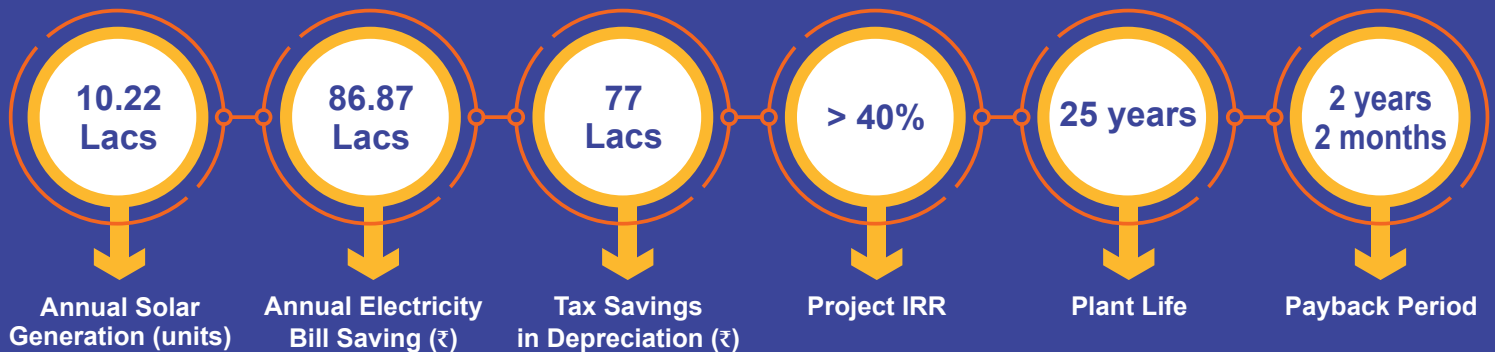 10.22
Lacs
86.87
Lacs
77
Lacs
> 40%
25 years
2 years
2 months
Annual Solar
Generation (units)
Annual Electricity
Bill Saving (₹)
Tax Savings
in Depreciation (₹)
Project IRR
Plant Life
Payback Period